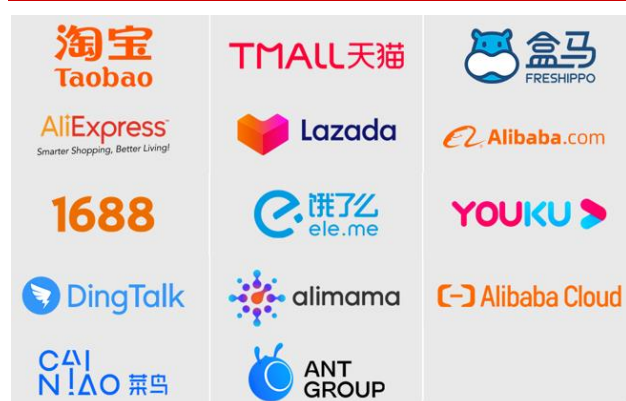 淘宝
Taobao
TMALL天猫
盒马
FRESHIPPO
AliExpress™
Smarter Shopping, Better Living!
Lazada
Alibaba.com
1688
饿了么
ele.me
YOUKU
DingTalk
alimama
Alibaba Cloud
CAI
NIAO 菜鸟
ANT
GROUP